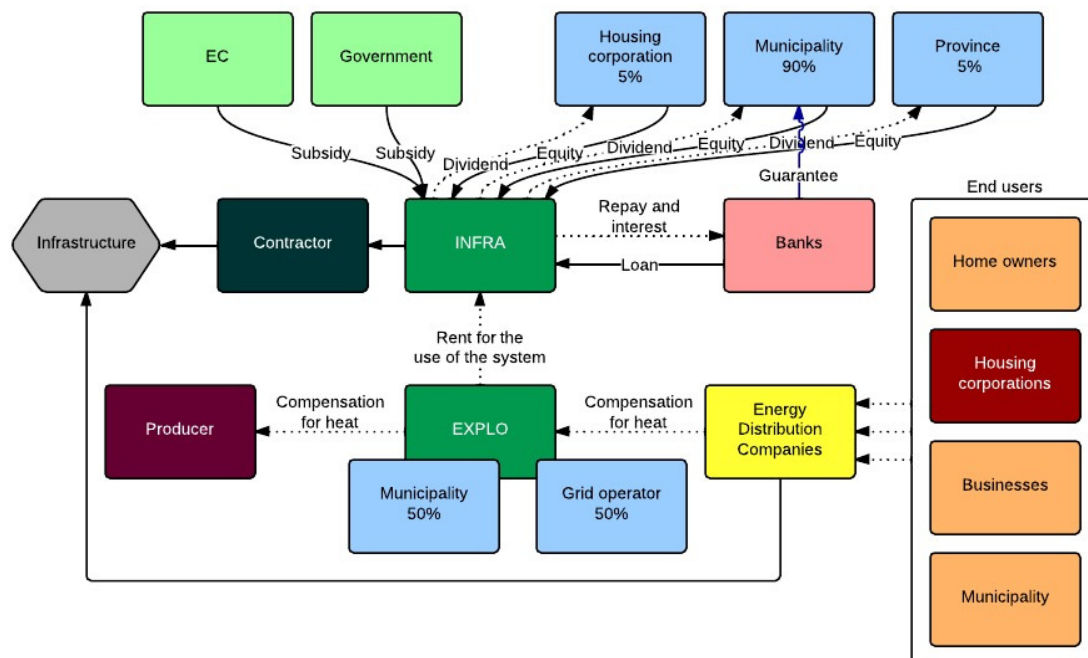 EC
Government
Housing
corporation
5%
Municipality
90%
Province
5%
Subsidy
Subsidy
Dividend
Equity
Dividend
Equity
Dividend
Equity
Guarantee
End users
Infrastructure
Contractor
INFRA
Repay and
interest
Loan
Banks
Home owners
Rent for the
use of the system
Housing
corporations
Producer
Compensation
for heat
EXPLO
Compensation
for heat
Energy
Distribution
Companies
Municipality
50%
Grid operator
50%
Businesses
Municipality